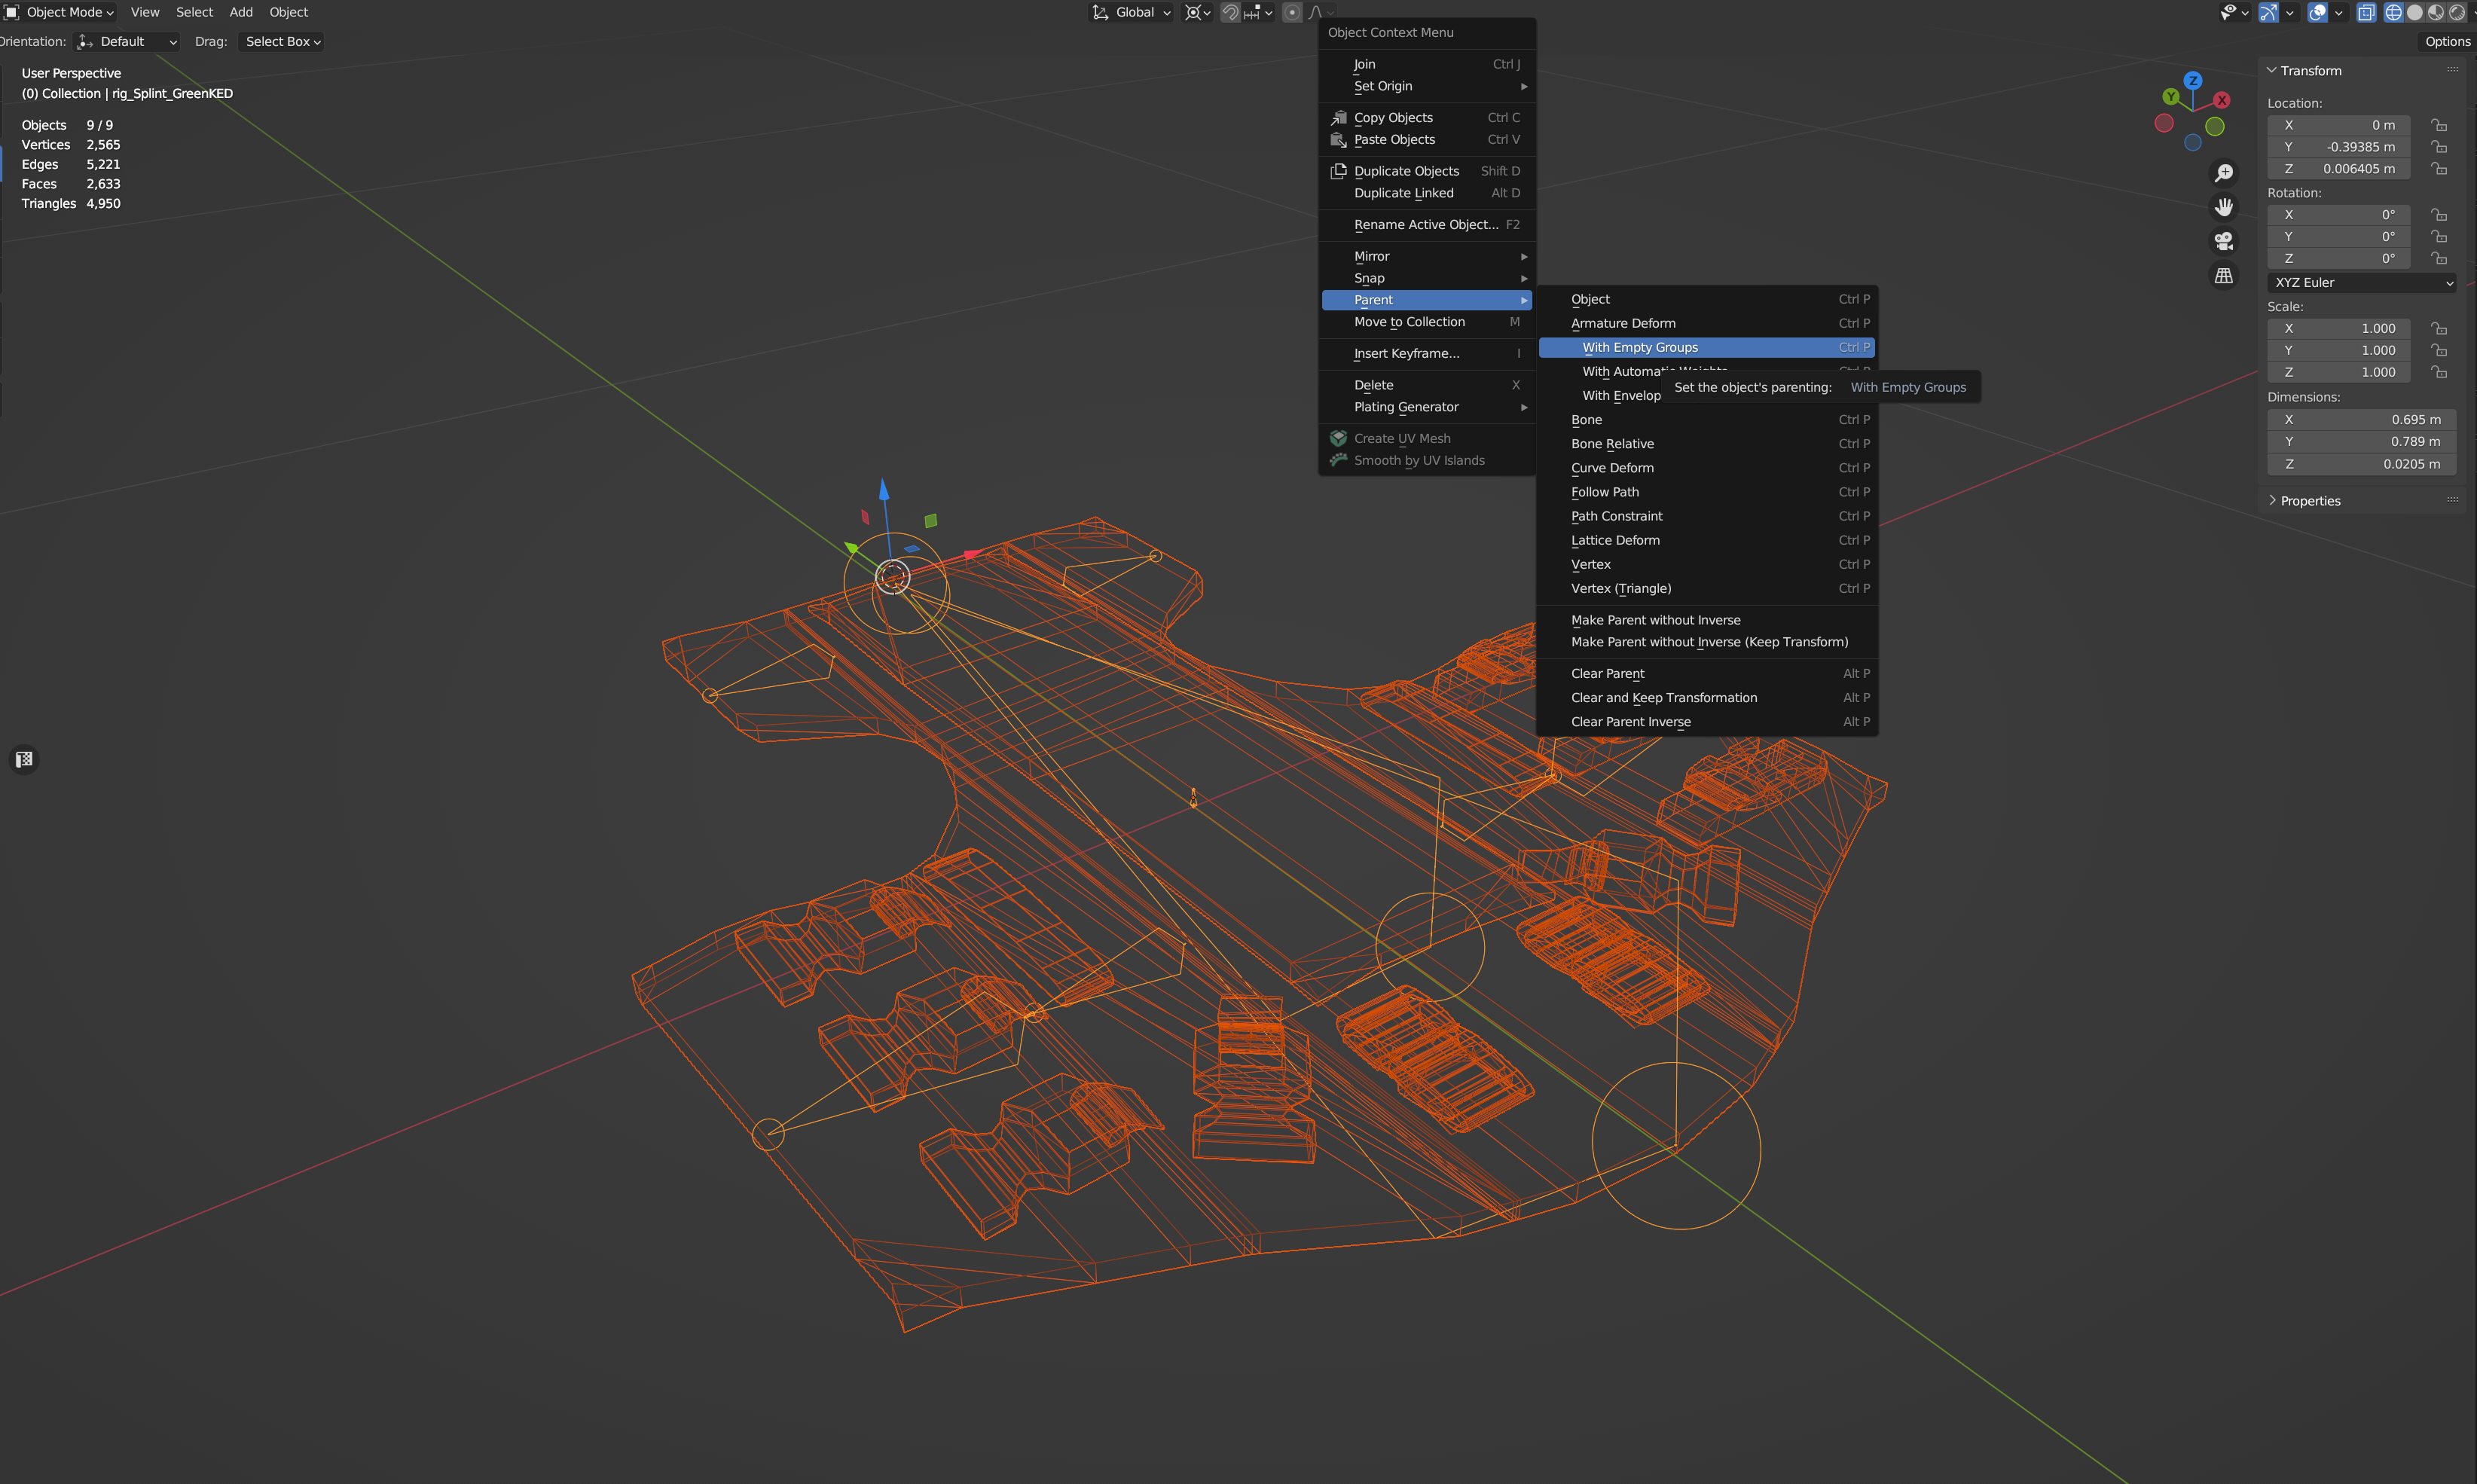 Object Mode View Select Add Object
Global
Orientation: Default Drag: Select Box
Options
User Perspective
(0) Collection | rig_Splint_GreenKED
Objects 9 / 9
Vertices 2,565
Edges 5,221
Faces 2,633
Triangles 4,950
Object Context Menu
Join Ctrl J
Set Origin
Copy Objects Ctrl C
Paste Objects Ctrl V
Duplicate Objects Shift D
Duplicate Linked Alt D
Rename Active Object... F2
Mirror
Snap
Parent
Move to Collection M
Insert Keyframe... I
Delete X
Plating Generator
Create UV Mesh
Smooth by UV Islands
Object Ctrl P
Armature Deform Ctrl P
With Empty Groups Ctrl P
With Automatic Weights Ctrl P
With Envelop
Set the object's parenting: With Empty Groups
Bone Ctrl P
Bone Relative Ctrl P
Curve Deform Ctrl P
Follow Path Ctrl P
Path Constraint Ctrl P
Lattice Deform Ctrl P
Vertex Ctrl P
Vertex (Triangle) Ctrl P
Make Parent without Inverse
Make Parent without Inverse (Keep Transform)
Clear Parent Alt P
Clear and Keep Transformation Alt P
Clear Parent Inverse Alt P
Z
Y
X
Transform
Location:
X 0 m
Y -0.39385 m
Z 0.006405 m
Rotation:
X 0°
Y 0°
Z 0°
XYZ Euler
Scale:
X 1.000
Y 1.000
Z 1.000
Dimensions:
X 0.695 m
Y 0.789 m
Z 0.0205 m
Properties